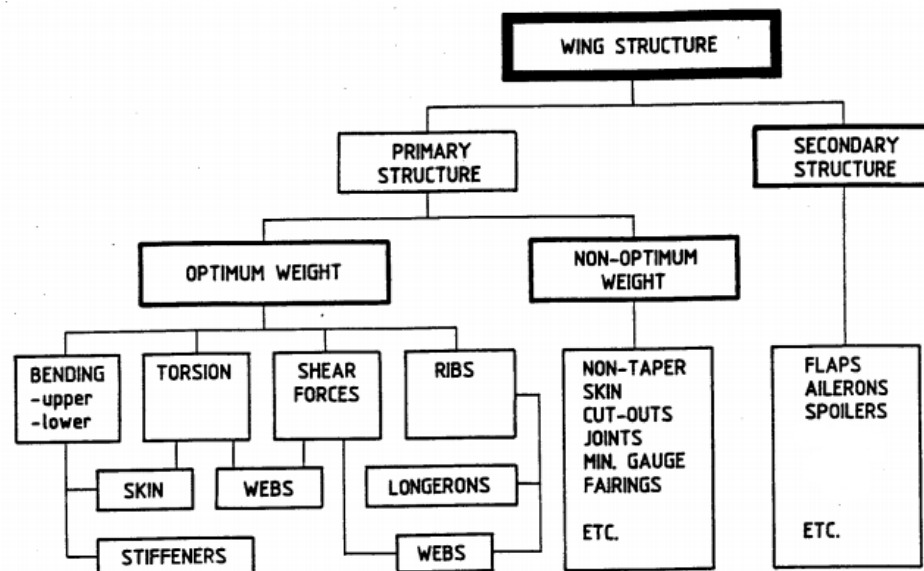 WING STRUCTURE
PRIMARY
STRUCTURE
SECONDARY
STRUCTURE
OPTIMUM WEIGHT
NON-OPTIMUM
WEIGHT
BENDING
-upper
-lower
TORSION
SHEAR
FORCES
RIBS
NON-TAPER
SKIN
CUT-OUTS
JOINTS
MIN. GAUGE
FAIRINGS
ETC.
FLAPS
AILERONS
SPOILERS
ETC.
SKIN
WEBS
LONGERONS
STIFFENERS
WEBS